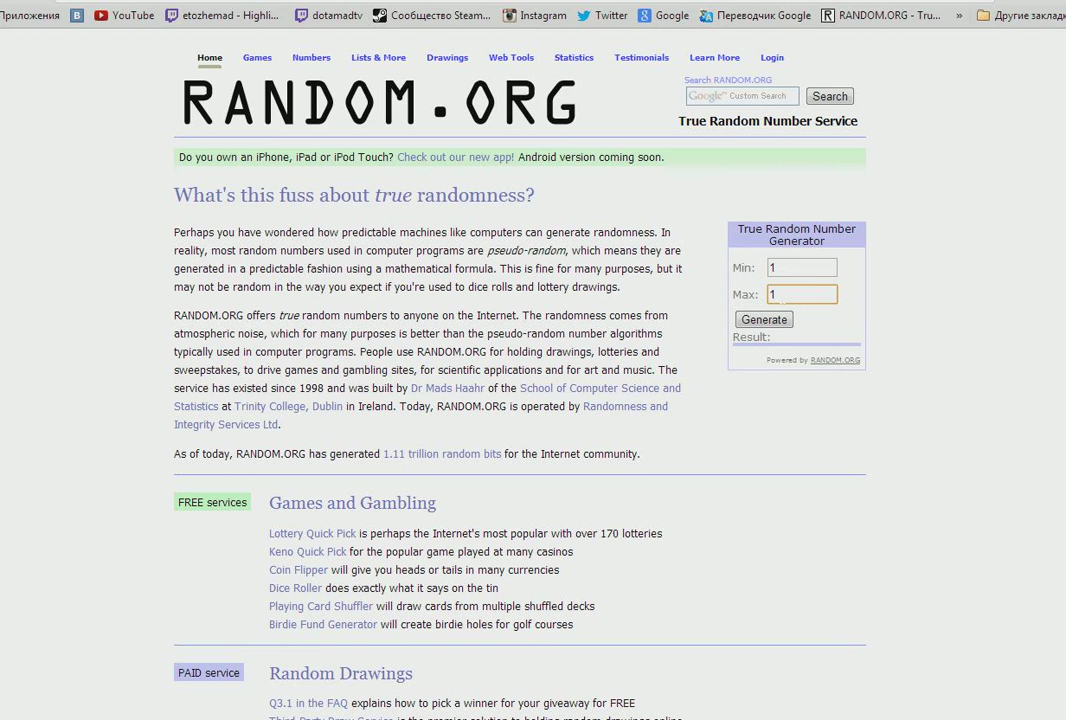 Приложения B YouTube etozhemad - Highli... dotamadtv Сообщество Steam... Instagram Twitter Google Переводчик Google RANDOM.ORG - Tru... » Другие закладк
Home Games Numbers Lists & More Drawings Web Tools Statistics Testimonials Learn More Login
RANDOM.ORG
Search RANDOM.ORG
Google™ Custom Search Search
True Random Number Service
Do you own an iPhone, iPad or iPod Touch? Check out our new app! Android version coming soon.
What's this fuss about true randomness?
Perhaps you have wondered how predictable machines like computers can generate randomness. In
reality, most random numbers used in computer programs are pseudo-random, which means they are
generated in a predictable fashion using a mathematical formula. This is fine for many purposes, but it
may not be random in the way you expect if you're used to dice rolls and lottery drawings.
RANDOM.ORG offers true random numbers to anyone on the Internet. The randomness comes from
atmospheric noise, which for many purposes is better than the pseudo-random number algorithms
typically used in computer programs. People use RANDOM.ORG for holding drawings, lotteries and
sweepstakes, to drive games and gambling sites, for scientific applications and for art and music. The
service has existed since 1998 and was built by Dr Mads Haahr of the School of Computer Science and
Statistics at Trinity College, Dublin in Ireland. Today, RANDOM.ORG is operated by Randomness and
Integrity Services Ltd.
As of today, RANDOM.ORG has generated 1.11 trillion random bits for the Internet community.
True Random Number
Generator
Min: 1
Max: 1
Generate
Result:
Powered by RANDOM.ORG
FREE services
Games and Gambling
Lottery Quick Pick is perhaps the Internet's most popular with over 170 lotteries
Keno Quick Pick for the popular game played at many casinos
Coin Flipper will give you heads or tails in many currencies
Dice Roller does exactly what it says on the tin
Playing Card Shuffler will draw cards from multiple shuffled decks
Birdie Fund Generator will create birdie holes for golf courses
PAID service
Random Drawings
Q3.1 in the FAQ explains how to pick a winner for your giveaway for FREE
Third-Party Draw Service is the premier solution to holding random drawings online